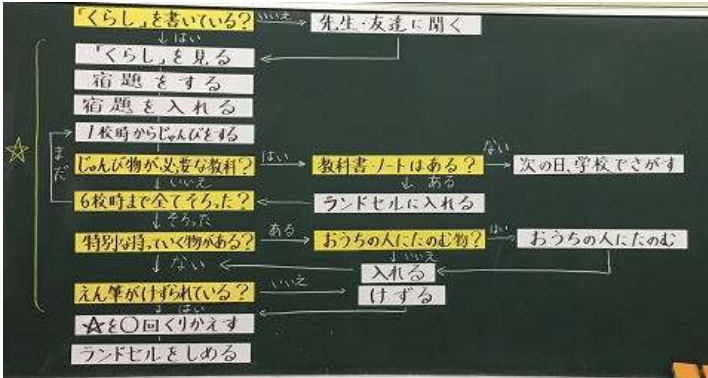 「くらし」を書いている? いいえ 先生・友達に聞く
はい
「くらし」を見る
宿題をする
宿題を入れる
1校時からじゅんびをする
まだ
じゅんび物が必要な教科? はい 教科書・ノートはある? ない 次の日、学校でさがす
いいえ ある
6校時まで全てそろった? ランドセルに入れる
そろった
特別な持っていく物がある? ある おうちの人にたのむ物? はい おうちの人にたのむ
ない いいえ
入れる
えん筆がけずられている? いいえ けずる
はい
☆を○回くりかえす
ランドセルをしめる